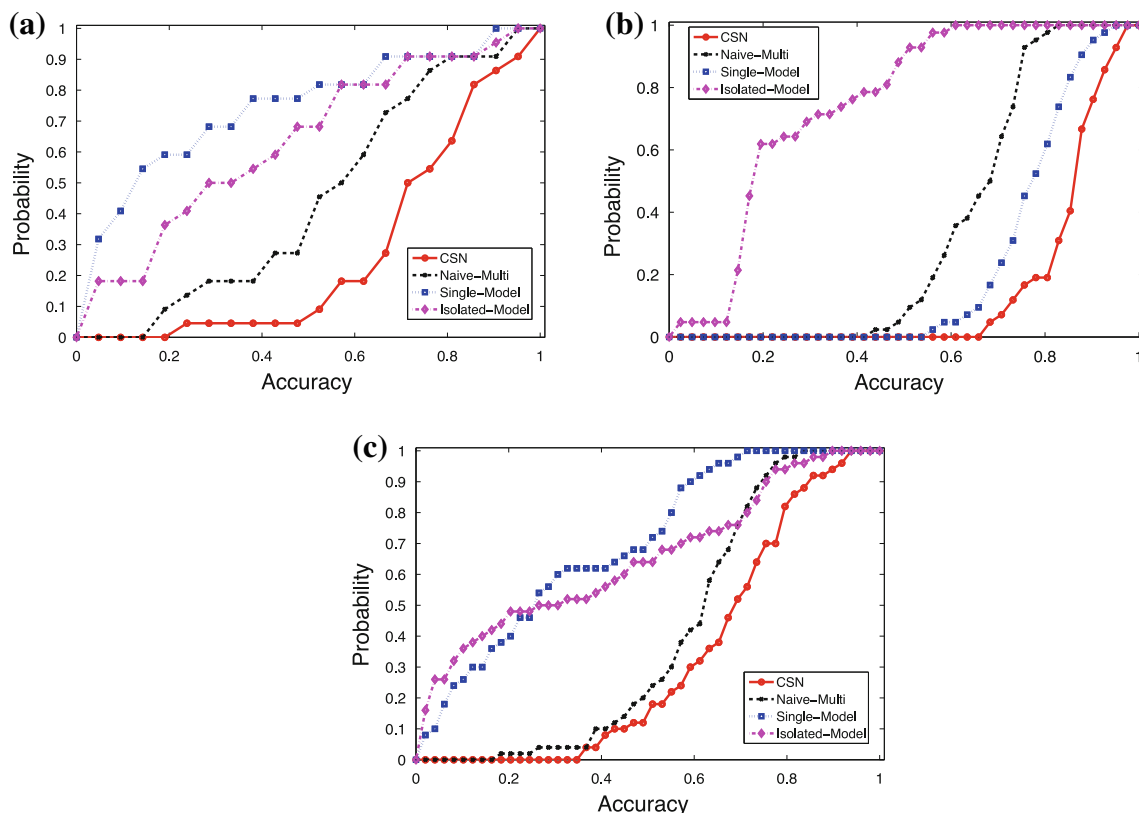 (a)
1
0.9
0.8
0.7
0.6
0.5
0.4
0.3
0.2
0.1
0
Probability
CSN
Naive-Multi
Single-Model
Isolated-Model
0
0.2
0.4
0.6
0.8
1
Accuracy
(b)
1
0.8
0.6
0.4
0.2
0
Probability
CSN
Naive-Multi
Single-Model
Isolated-Model
0
0.2
0.4
0.6
0.8
1
Accuracy
(c)
1
0.9
0.8
0.7
0.6
0.5
0.4
0.3
0.2
0.1
0
Probability
CSN
Naive-Multi
Single-Model
Isolated-Model
0
0.2
0.4
0.6
0.8
1
Accuracy